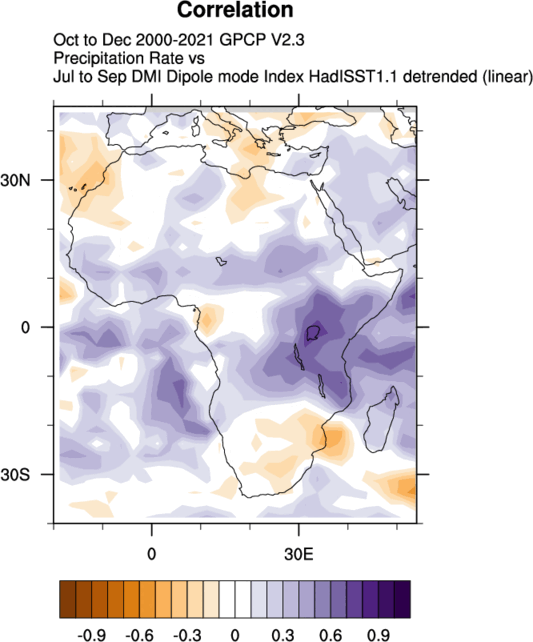 Correlation
Oct to Dec 2000-2021 GPCP V2.3
Precipitation Rate vs
Jul to Sep DMI Dipole mode Index HadISST1.1 detrended (linear)
30N
0
30S
0 30E
-0.9 -0.6 -0.3 0 0.3 0.6 0.9